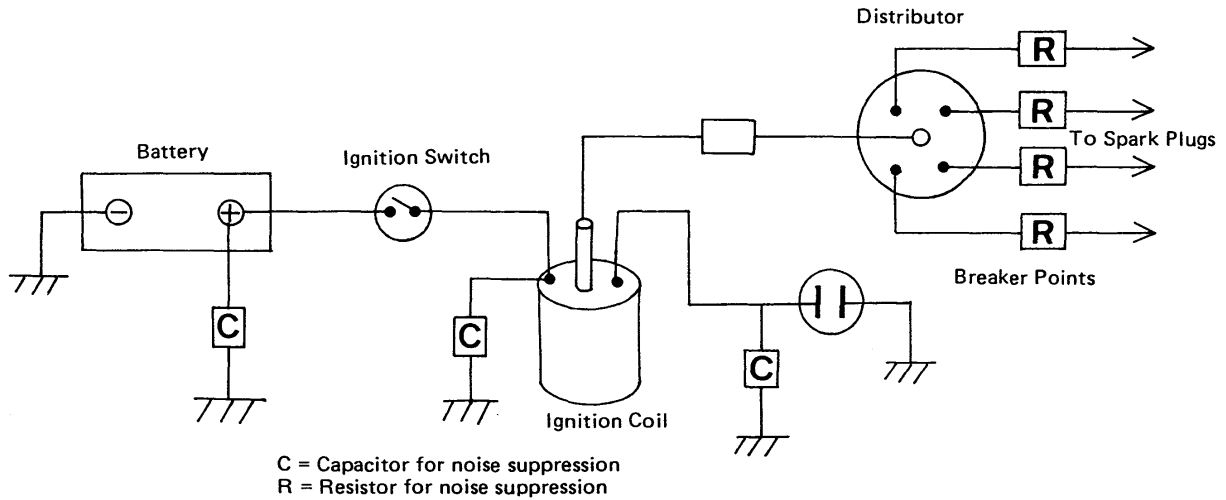 Distributor
R
R
To Spark Plugs
R
R
Breaker Points
Battery
Ignition Switch
− +
C
C
C
Ignition Coil
C = Capacitor for noise suppression
R = Resistor for noise suppression